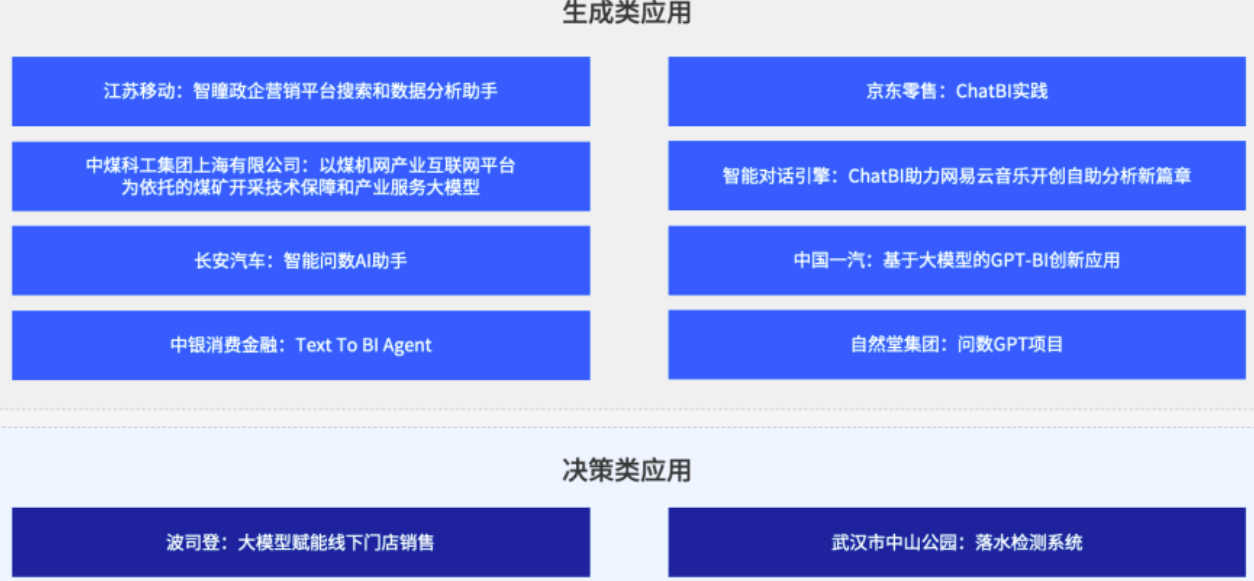 生成类应用
江苏移动：智瞳政企营销平台搜索和数据分析助手
京东零售：ChatBI实践
中煤科工集团上海有限公司：以煤机网产业互联网平台
为依托的煤矿开采技术保障和产业服务大模型
智能对话引擎：ChatBI助力网易云音乐开创自助分析新篇章
长安汽车：智能问数AI助手
中国一汽：基于大模型的GPT-BI创新应用
中银消费金融：Text To BI Agent
自然堂集团：问数GPT项目
决策类应用
波司登：大模型赋能线下门店销售
武汉市中山公园：落水检测系统